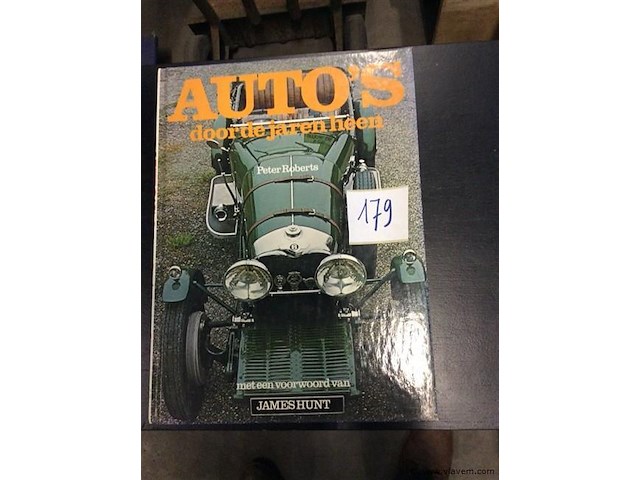 AUTO'S
door de jaren heen
Peter Roberts
179
met een voorwoord van
JAMES HUNT